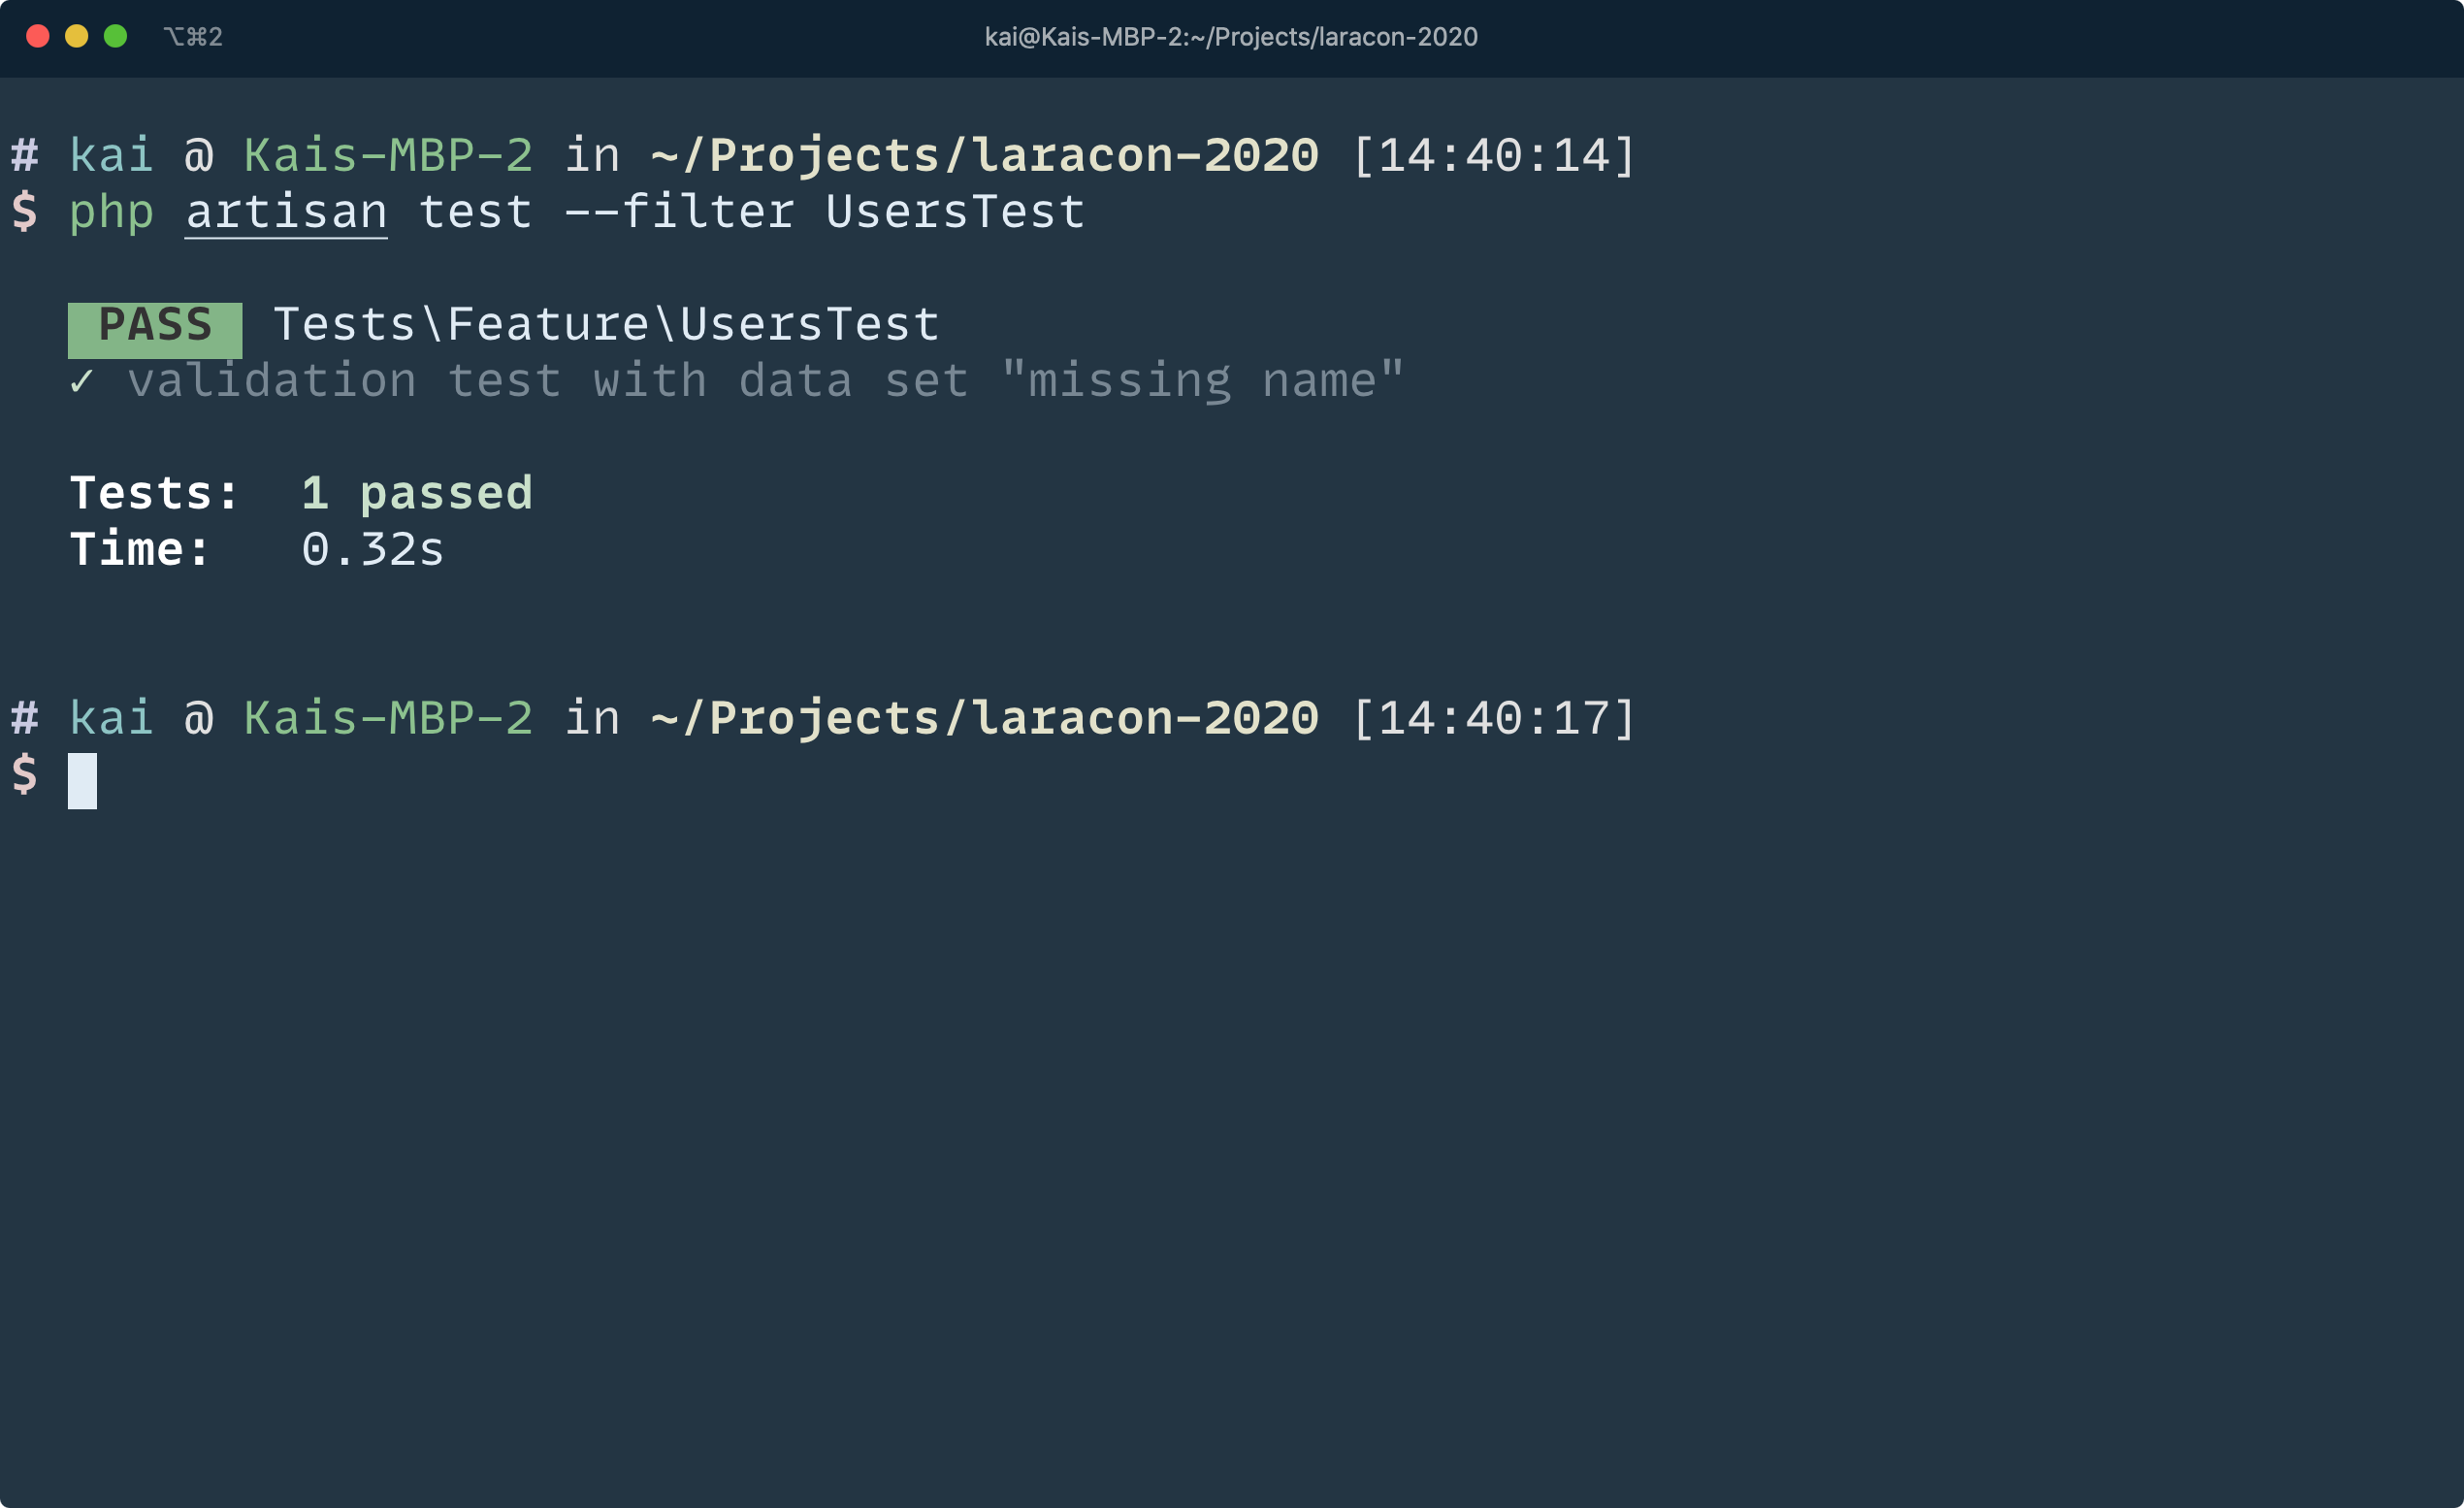 ⌥⌘2 kai@Kais-MBP-2:~/Projects/laracon-2020
# kai @ Kais-MBP-2 in ~/Projects/laracon-2020 [14:40:14]
$ php artisan test --filter UsersTest
PASS Tests\Feature\UsersTest
✓ validation test with data set "missing name"
Tests: 1 passed
Time: 0.32s
# kai @ Kais-MBP-2 in ~/Projects/laracon-2020 [14:40:17]
$